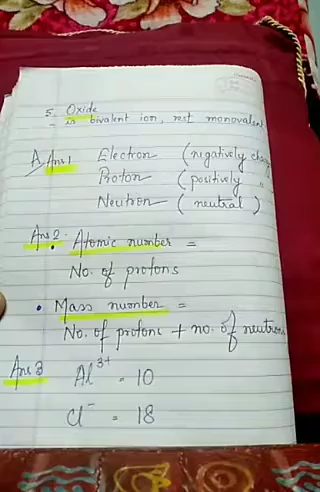 5. Oxide
- is bivalent ion, rest monovalent
A Ans 1 Electron (negatively charg
Proton (positively "
Neutron (neutral)
Ans 2. Atomic number =
No. of protons
• Mass number =
No. of protons + no. of neutrons
Ans 3 Al³⁺ = 10
Cl⁻ = 18